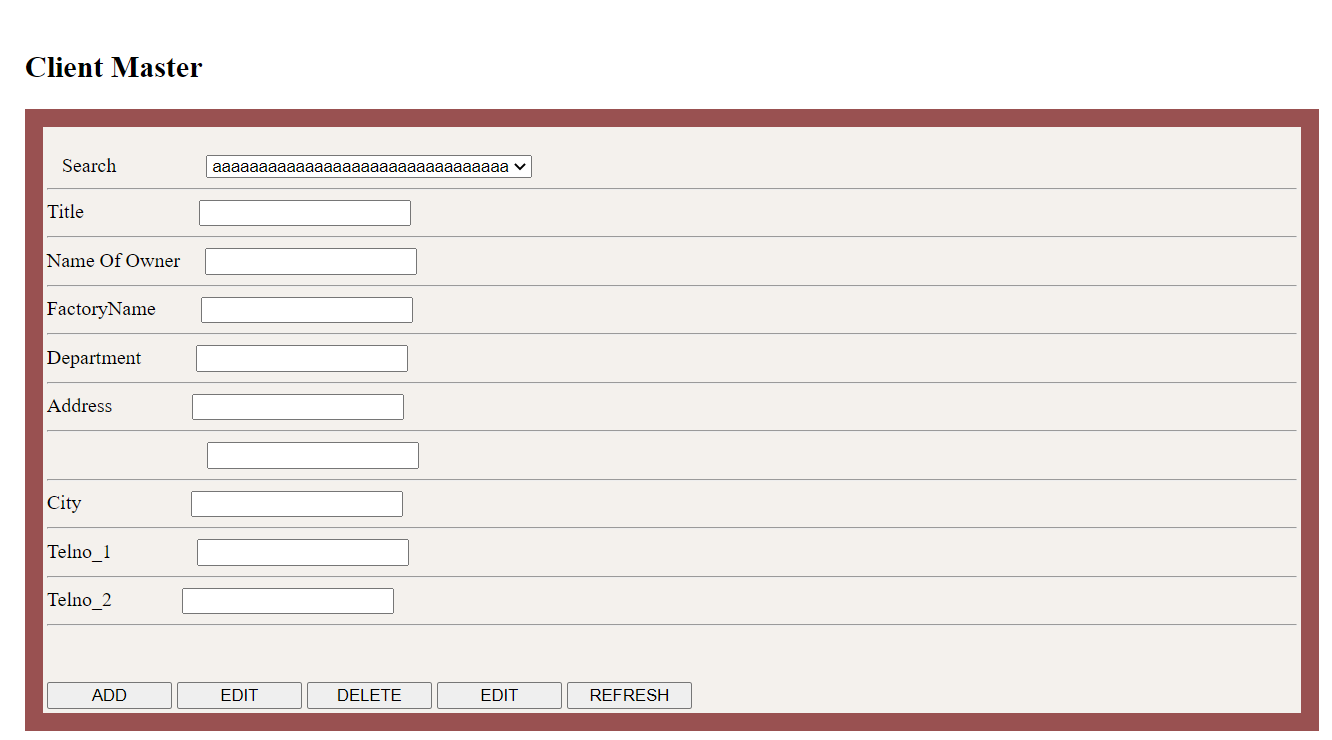 Client Master
Search aaaaaaaaaaaaaaaaaaaaaaaaaaaaaaaa
Title
Name Of Owner
FactoryName
Department
Address
City
Telno_1
Telno_2
ADD EDIT DELETE EDIT REFRESH